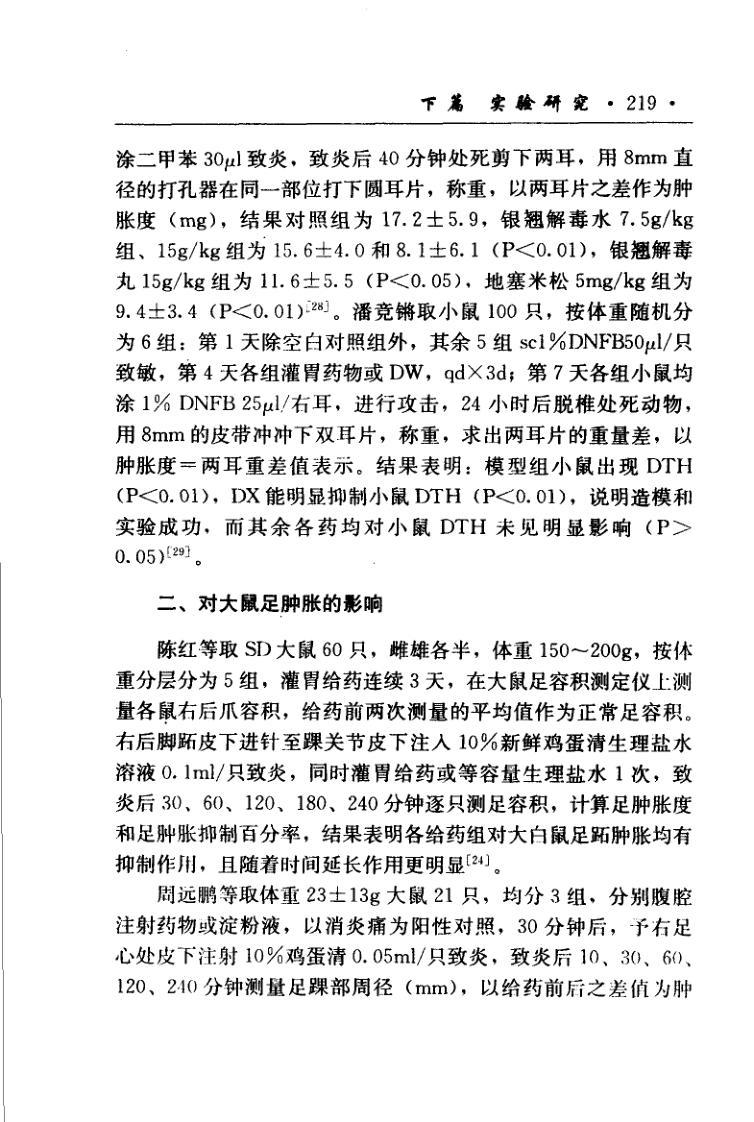 下篇 实验研究 · 219 ·
涂二甲苯 30μl 致炎，致炎后 40 分钟处死剪下两耳，用 8mm 直
径的打孔器在同一部位打下圆耳片，称重，以两耳片之差作为肿
胀度（mg），结果对照组为 17.2±5.9，银翘解毒水 7.5g/kg
组、15g/kg 组为 15.6±4.0 和 8.1±6.1（P<0.01），银翘解毒
丸 15g/kg 组为 11.6±5.5（P<0.05），地塞米松 5mg/kg 组为
9.4±3.4（P<0.01）[28]。潘竞锵取小鼠 100 只，按体重随机分
为 6 组：第 1 天除空白对照组外，其余 5 组 sc1%DNFB50μl/只
致敏，第 4 天各组灌胃药物或 DW，qd×3d；第 7 天各组小鼠均
涂 1% DNFB 25μl/右耳，进行攻击，24 小时后脱椎处死动物，
用 8mm 的皮带冲冲下双耳片，称重，求出两耳片的重量差，以
肿胀度＝两耳重差值表示。结果表明：模型组小鼠出现 DTH
（P<0.01），DX 能明显抑制小鼠 DTH（P<0.01），说明造模和
实验成功，而其余各药均对小鼠 DTH 未见明显影响（P>
0.05）[29]。
二、对大鼠足肿胀的影响
陈红等取 SD 大鼠 60 只，雌雄各半，体重 150～200g，按体
重分层分为 5 组，灌胃给药连续 3 天，在大鼠足容积测定仪上测
量各鼠右后爪容积，给药前两次测量的平均值作为正常足容积。
右后脚跖皮下进针至踝关节皮下注入 10%新鲜鸡蛋清生理盐水
溶液 0.1ml/只致炎，同时灌胃给药或等容量生理盐水 1 次，致
炎后 30、60、120、180、240 分钟逐只测足容积，计算足肿胀度
和足肿胀抑制百分率，结果表明各给药组对大白鼠足跖肿胀均有
抑制作用，且随着时间延长作用更明显[24]。
周远鹏等取体重 23±13g 大鼠 21 只，均分 3 组，分别腹腔
注射药物或淀粉液，以消炎痛为阳性对照，30 分钟后，予右足
心处皮下注射 10%鸡蛋清 0.05ml/只致炎，致炎后 10、30、60、
120、240 分钟测量足踝部周径（mm），以给药前后之差值为肿